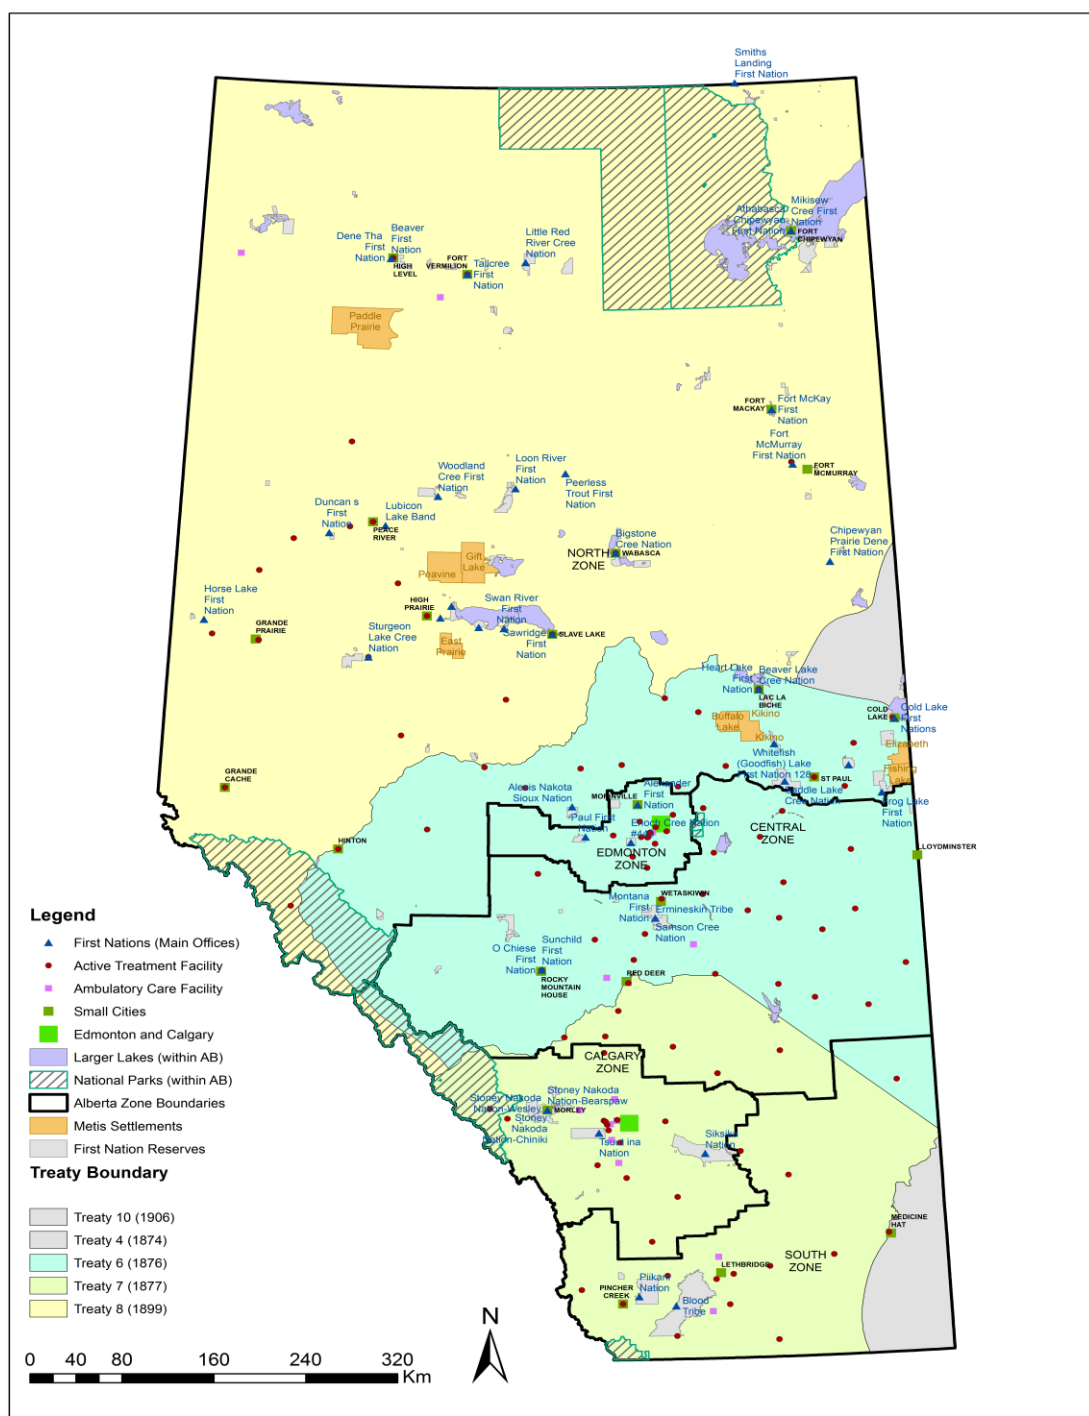 Smiths
Landing
First Nation
Mikisew
Cree First
Nation
Athabasca
Chipewyan
First Nation
FORT
CHIPEWYAN
Beaver
First
Nation
Dene Tha
First
Nation
HIGH
LEVEL
FORT
VERMILION
Tallcree
First
Nation
Little Red
River Cree
Nation
Paddle
Prairie
FORT
MACKAY
Fort McKay
First
Nation
Fort
McMurray
First Nation
FORT
MCMURRAY
Woodland
Cree First
Nation
Loon River
First
Nation
Peerless
Trout First
Nation
Duncan s
First
Nation
Lubicon
Lake Band
PEACE
RIVER
Bigstone
Cree Nation
WABASCA
NORTH
ZONE
Chipewyan
Prairie Dene
First Nation
Gift
Lake
Peavine
Horse Lake
First
Nation
GRANDE
PRAIRIE
HIGH
PRAIRIE
Swan River
First
Nation
Sawridge
First
Nation
SLAVE LAKE
Sturgeon
Lake Cree
Nation
East
Prairie
Heart Lake
First
Nation
Beaver Lake
Cree Nation
LAC LA
BICHE
COLD
LAKE
Cold Lake
First
Nations
Buffalo
Lake
Kikino
Kikino
Elizabeth
Fishing
Lake
Whitefish
(Goodfish) Lake
First Nation 128
ST PAUL
Saddle Lake
Cree Nation
Frog Lake
First
Nation
GRANDE
CACHE
Alexis Nakota
Sioux Nation
MORINVILLE
Alexander
First
Nation
Paul First
Nation
Enoch Cree Nation
#440
EDMONTON
ZONE
CENTRAL
ZONE
HINTON
LLOYDMINSTER
WETASKIWIN
Montana
First
Nation
Ermineskin Tribe
Samson Cree
Nation
O Chiese
First
Nation
Sunchild
First
Nation
ROCKY
MOUNTAIN
HOUSE
RED DEER
CALGARY
ZONE
Stoney Nakoda
Nation-Bearspaw
Stoney Nakoda
Nation-Wesley
MORLEY
Stoney
Nakoda
Nation-Chiniki
Tsuu t ina
Nation
Siksika
Nation
MEDICINE
HAT
SOUTH
ZONE
LETHBRIDGE
Piikani
Nation
PINCHER
CREEK
Blood
Tribe
Legend
First Nations (Main Offices)
Active Treatment Facility
Ambulatory Care Facility
Small Cities
Edmonton and Calgary
Larger Lakes (within AB)
National Parks (within AB)
Alberta Zone Boundaries
Metis Settlements
First Nation Reserves
Treaty Boundary
Treaty 10 (1906)
Treaty 4 (1874)
Treaty 6 (1876)
Treaty 7 (1877)
Treaty 8 (1899)
N
0 40 80 160 240 320
Km